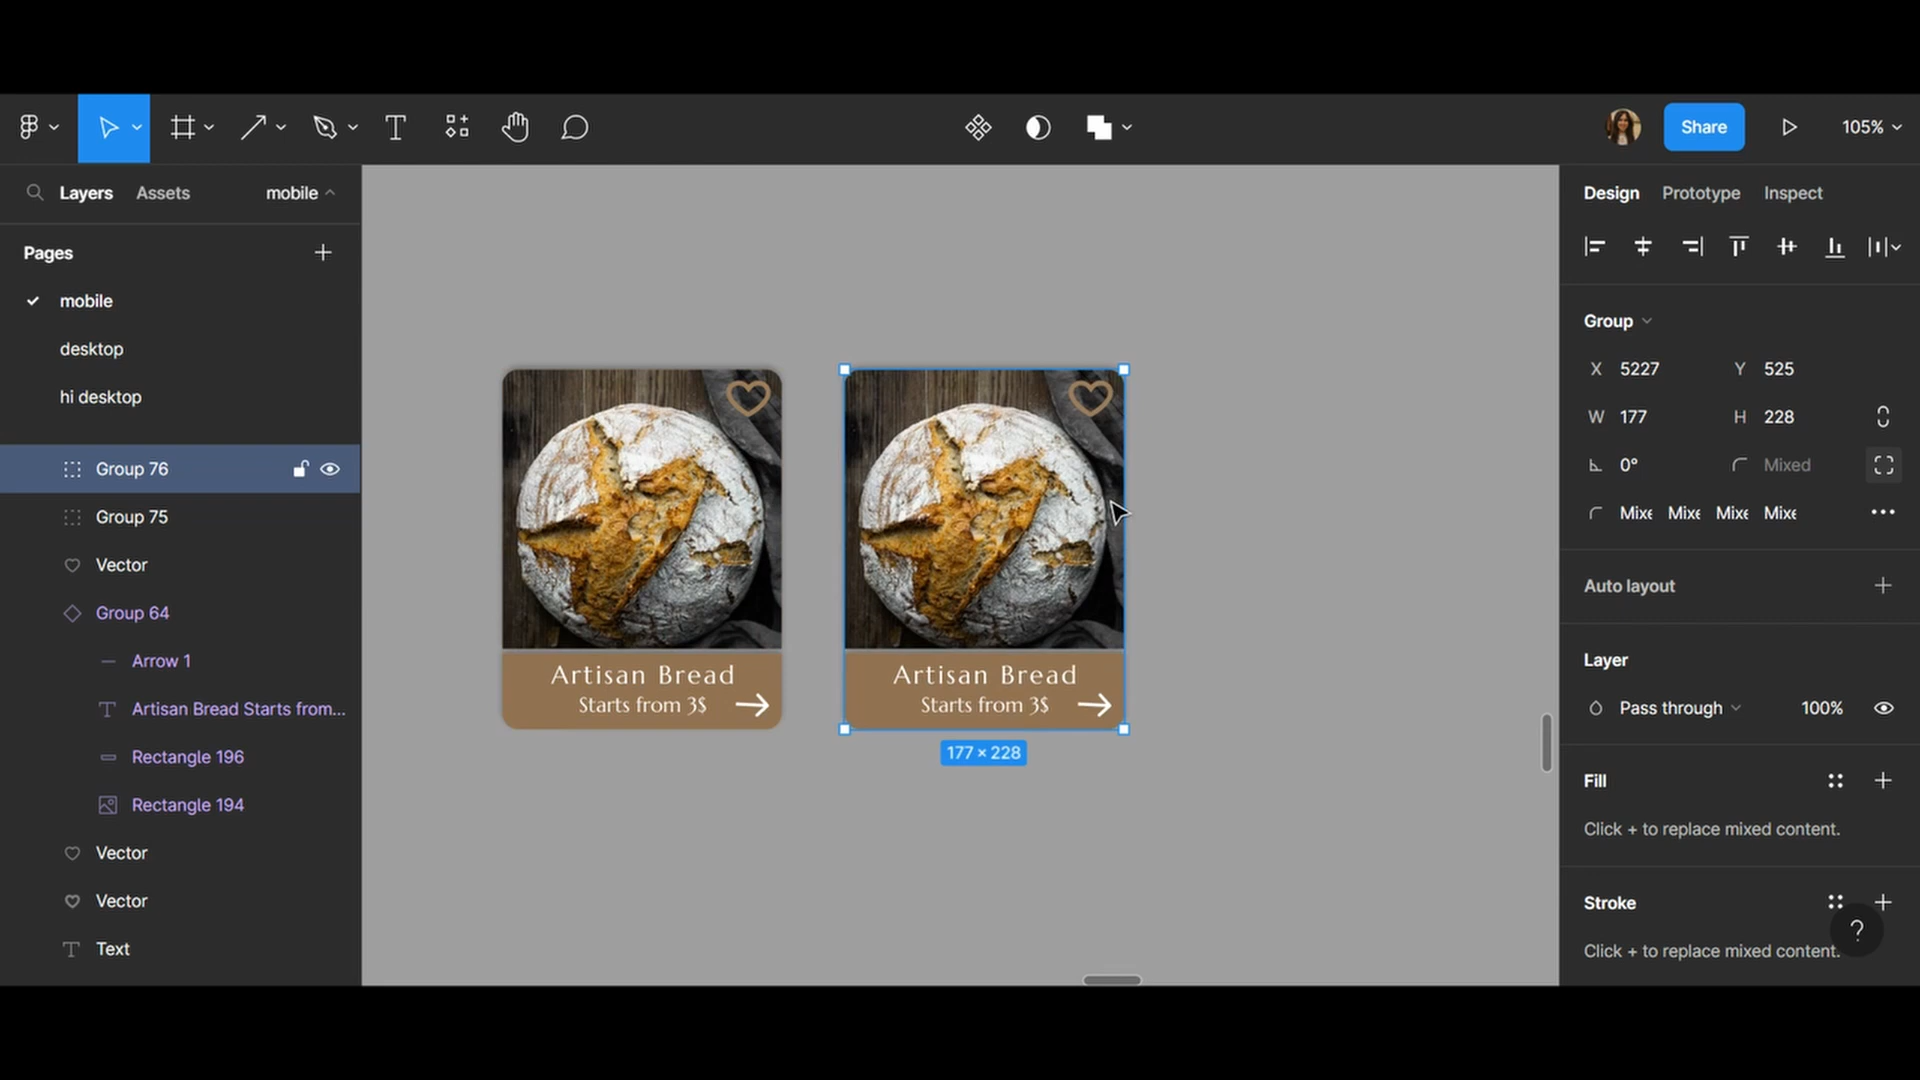 Share
105%
Layers
Assets
mobile
Pages
mobile
desktop
hi desktop
Group 76
Group 75
Vector
Group 64
Arrow 1
Artisan Bread Starts from...
Rectangle 196
Rectangle 194
Vector
Vector
Text
Artisan Bread
Starts from 3$
Artisan Bread
Starts from 3$
177 × 228
Design
Prototype
Inspect
Group
X 5227
Y 525
W 177
H 228
0°
Mixed
Mixe Mixe Mixe Mixe
Auto layout
Layer
Pass through
100%
Fill
Click + to replace mixed content.
Stroke
Click + to replace mixed content.
?